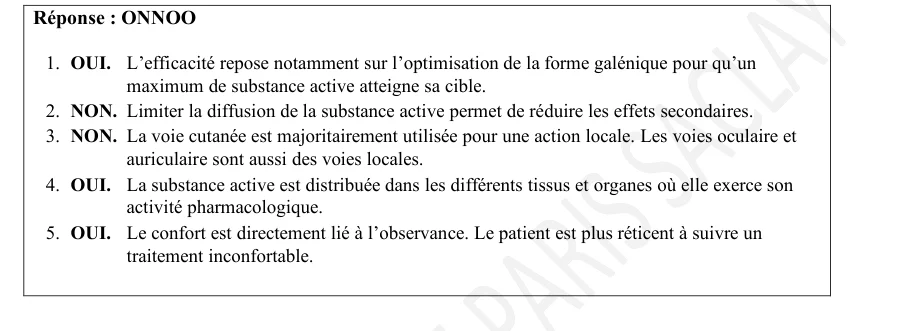 Réponse : ONNOO
1. OUI. L’efficacité repose notamment sur l’optimisation de la forme galénique pour qu’un
maximum de substance active atteigne sa cible.
2. NON. Limiter la diffusion de la substance active permet de réduire les effets secondaires.
3. NON. La voie cutanée est majoritairement utilisée pour une action locale. Les voies oculaire et
auriculaire sont aussi des voies locales.
4. OUI. La substance active est distribuée dans les différents tissus et organes où elle exerce son
activité pharmacologique.
5. OUI. Le confort est directement lié à l’observance. Le patient est plus réticent à suivre un
traitement inconfortable.
PARIS SACLAY